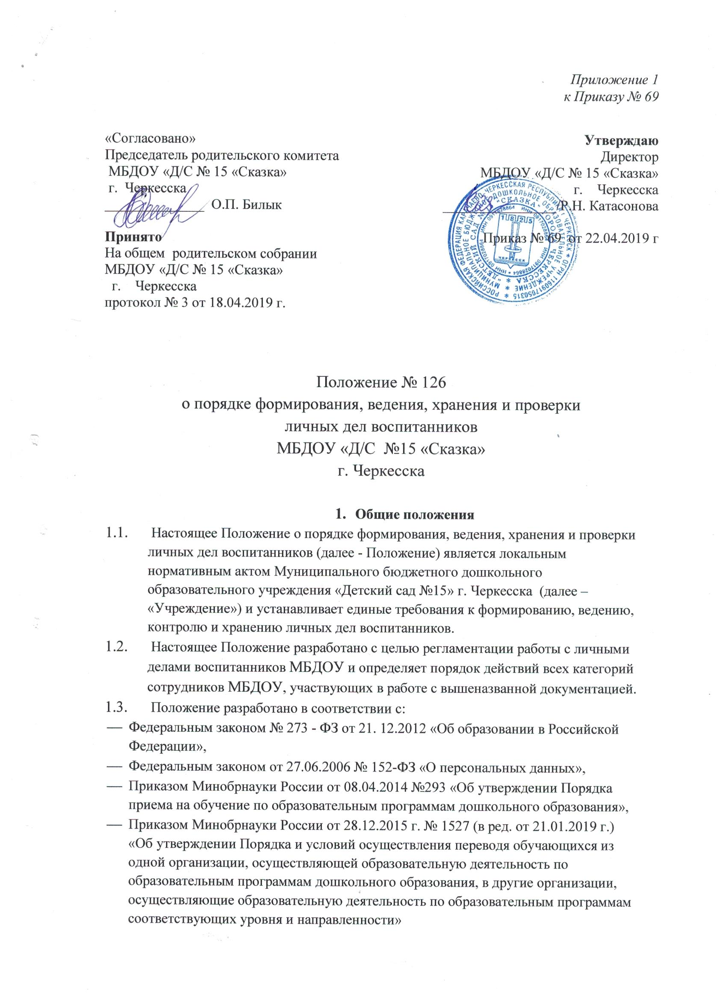 Приложение 1
к Приказу № 69
«Согласовано»
Председатель родительского комитета
МБДОУ «Д/С № 15 «Сказка»
г. Черкесска
О.П. Билык
Принято
На общем родительском собрании
МБДОУ «Д/С № 15 «Сказка»
г. Черкесска
протокол № 3 от 18.04.2019 г.
Утверждаю
Директор
МБДОУ «Д/С № 15 «Сказка»
г. Черкесска
/Р.Н. Катасонова
Приказ № 69 от 22.04.2019 г
РОССИЙСКАЯ ФЕДЕРАЦИЯ КАРАЧАЕВО-ЧЕРКЕССКАЯ РЕСПУБЛИКА г. ЧЕРКЕССК * ОГРН 1160917050315 *
МУНИЦИПАЛЬНОЕ БЮДЖЕТНОЕ ДОШКОЛЬНОЕ ОБРАЗОВАТЕЛЬНОЕ УЧРЕЖДЕНИЕ *
"ДЕТСКИЙ САД № "СКАЗКА" ГОРОДА ЧЕРКЕССКА *
ИНН 0917028864 ИНН 0917028864 ИНН 0917028864 * ИНН 0917028864
1825
ЧЕРКЕССК
Положение № 126
о порядке формирования, ведения, хранения и проверки
личных дел воспитанников
МБДОУ «Д/С №15 «Сказка»
г. Черкесска
1. Общие положения
1.1. Настоящее Положение о порядке формирования, ведения, хранения и проверки
личных дел воспитанников (далее - Положение) является локальным
нормативным актом Муниципального бюджетного дошкольного
образовательного учреждения «Детский сад №15» г. Черкесска (далее –
«Учреждение») и устанавливает единые требования к формированию, ведению,
контролю и хранению личных дел воспитанников.
1.2. Настоящее Положение разработано с целью регламентации работы с личными
делами воспитанников МБДОУ и определяет порядок действий всех категорий
сотрудников МБДОУ, участвующих в работе с вышеназванной документацией.
1.3. Положение разработано в соответствии с:
— Федеральным законом № 273 - ФЗ от 21. 12.2012 «Об образовании в Российской
Федерации»,
— Федеральным законом от 27.06.2006 № 152-ФЗ «О персональных данных»,
— Приказом Минобрнауки России от 08.04.2014 №293 «Об утверждении Порядка
приема на обучение по образовательным программам дошкольного образования»,
— Приказом Минобрнауки России от 28.12.2015 г. № 1527 (в ред. от 21.01.2019 г.)
«Об утверждении Порядка и условий осуществления переводя обучающихся из
одной организации, осуществляющей образовательную деятельность по
образовательным программам дошкольного образования, в другие организации,
осуществляющие образовательную деятельность по образовательным программам
соответствующих уровня и направленности»